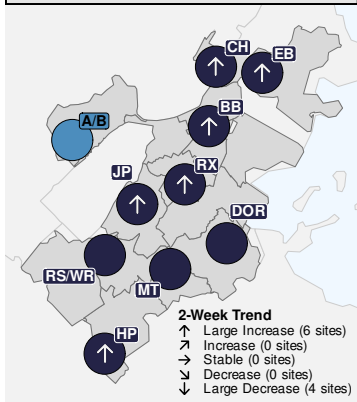 CH
EB
BB
A/B
JP
RX
DOR
RS/WR
MT
HP
2-Week Trend
↑ Large Increase (6 sites)
↗ Increase (0 sites)
→ Stable (0 sites)
↘ Decrease (0 sites)
↓ Large Decrease (4 sites)